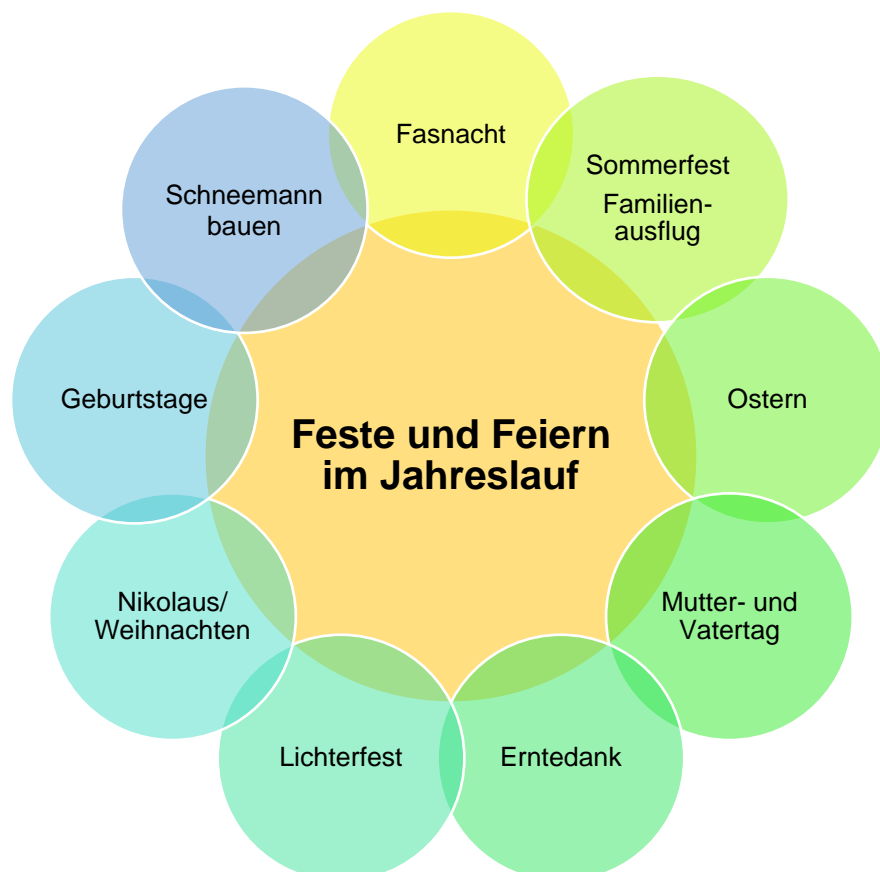 Fasnacht
Sommerfest
Familien-
ausflug
Schneemann
bauen
Geburtstage
Ostern
Feste und Feiern
im Jahreslauf
Nikolaus/
Weihnachten
Mutter- und
Vatertag
Lichterfest
Erntedank